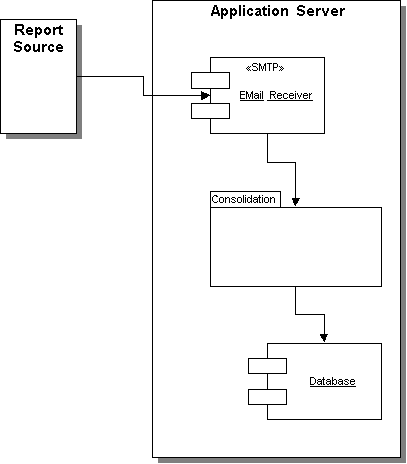 Report
Source
Application Server
«SMTP»
EMail Receiver
Consolidation
Database